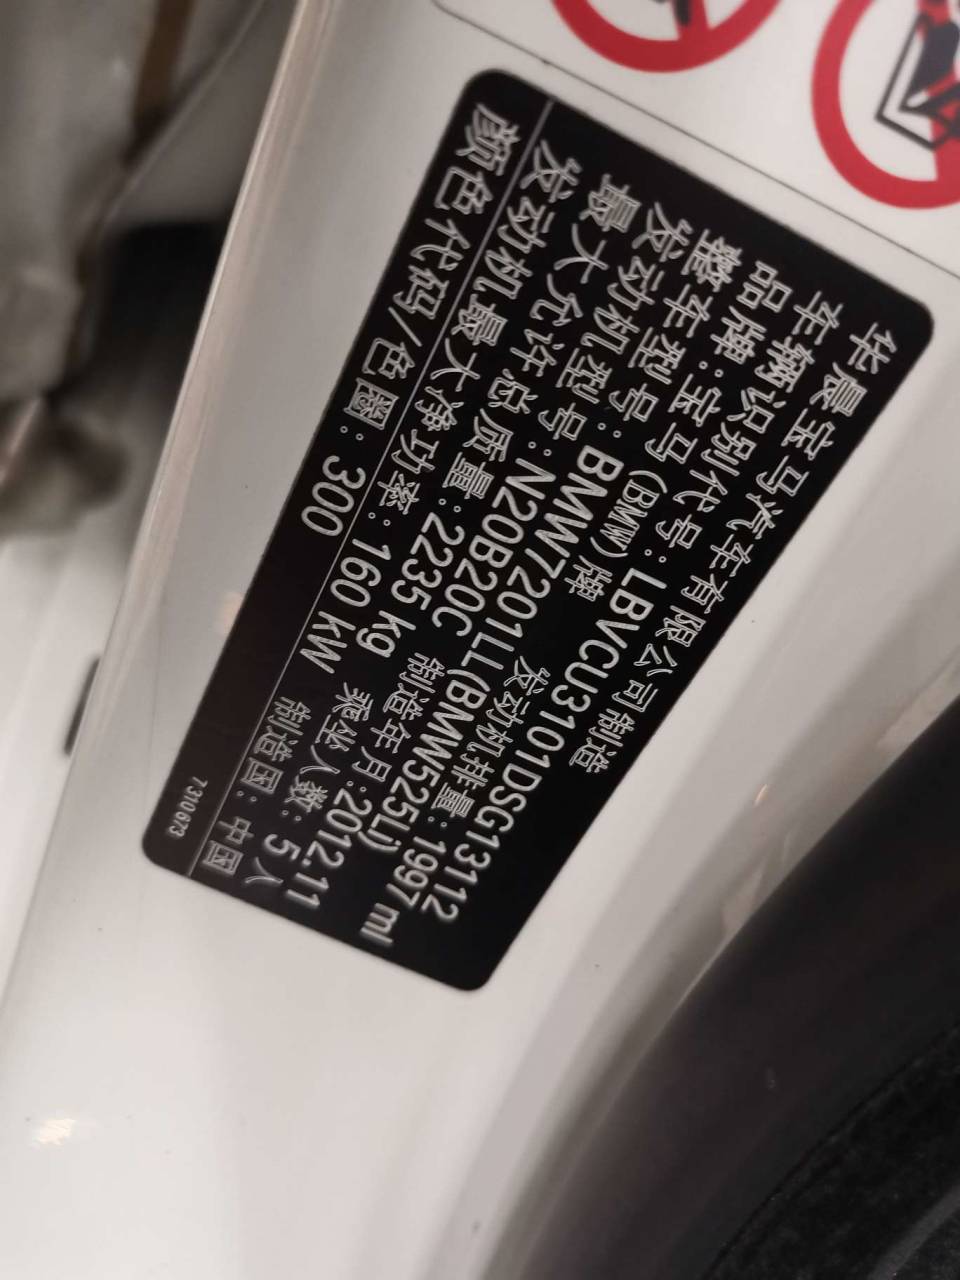 华晨宝马汽车有限公司制造
车辆识别代号:LBVCU3101DSG13112
品牌:宝马(BMW)牌 发动机排量:1997 ml
整车型号:BMW7201LL(BMW525Li)
发动机型号:N20B20C 制造年月:2012.11
最大允许总质量:2235 kg 乘坐人数:5人
发动机最大净功率:160 kW 制造国:中国
颜色代码/色圈:300
7310673